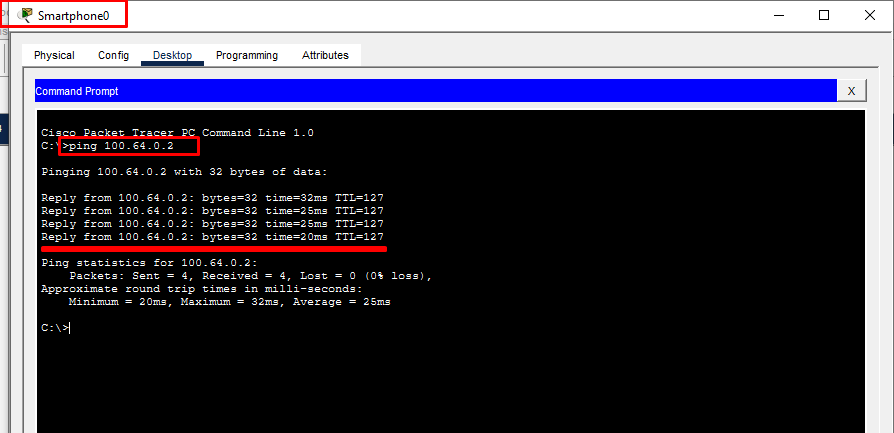 Smartphone0
Physical Config Desktop Programming Attributes
Command Prompt X
Cisco Packet Tracer PC Command Line 1.0
C:\>ping 100.64.0.2
Pinging 100.64.0.2 with 32 bytes of data:
Reply from 100.64.0.2: bytes=32 time=32ms TTL=127
Reply from 100.64.0.2: bytes=32 time=25ms TTL=127
Reply from 100.64.0.2: bytes=32 time=25ms TTL=127
Reply from 100.64.0.2: bytes=32 time=20ms TTL=127
Ping statistics for 100.64.0.2:
Packets: Sent = 4, Received = 4, Lost = 0 (0% loss),
Approximate round trip times in milli-seconds:
Minimum = 20ms, Maximum = 32ms, Average = 25ms
C:\>